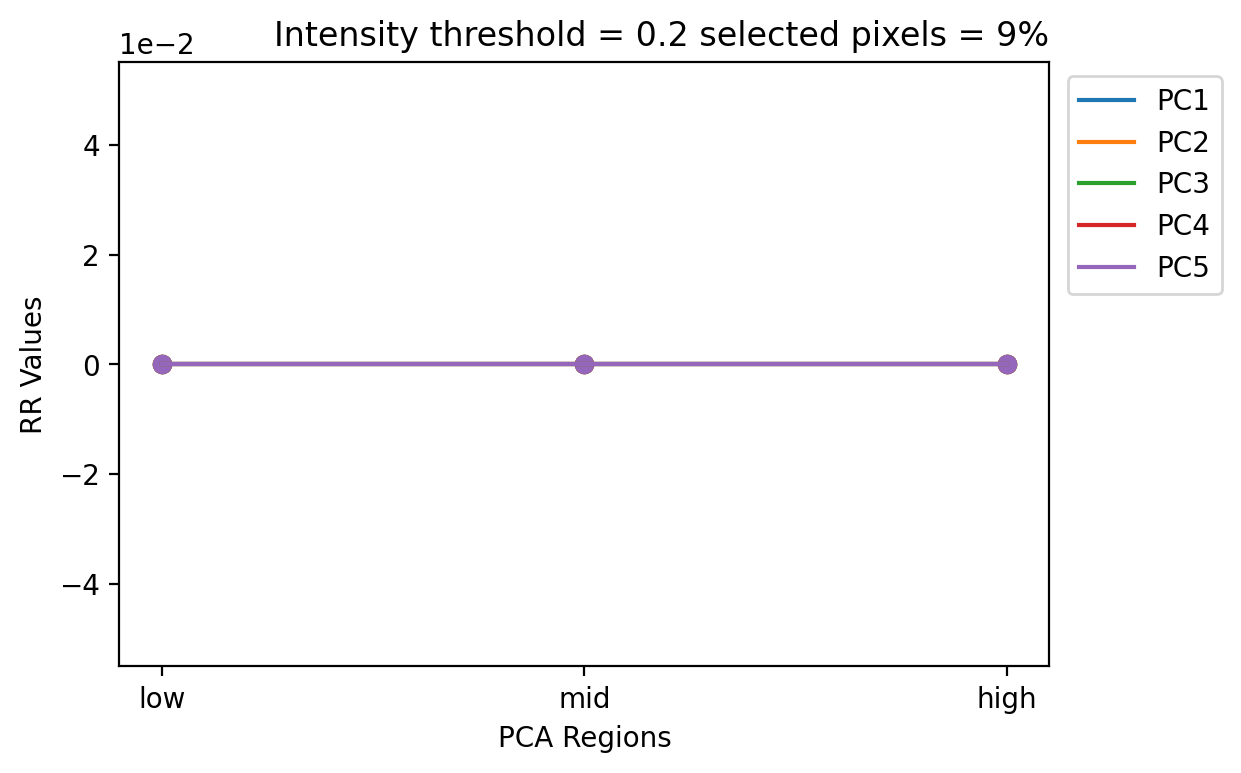 Intensity threshold = 0.2 selected pixels = 9%
1e−2
4
2
0
−2
−4
RR Values
low
mid
high
PCA Regions
PC1
PC2
PC3
PC4
PC5